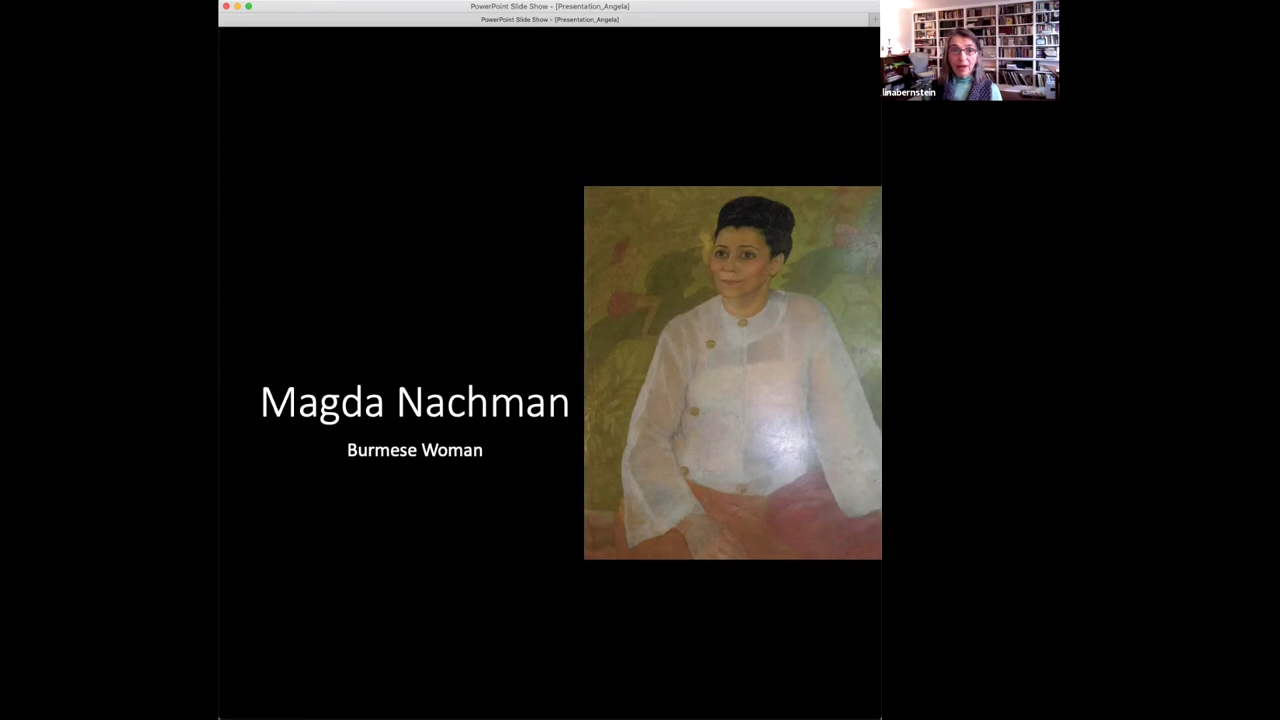 PowerPoint Slide Show - [Presentation_Angela]
PowerPoint Slide Show - [Presentation_Angela]
linabernstein
Magda Nachman
Burmese Woman